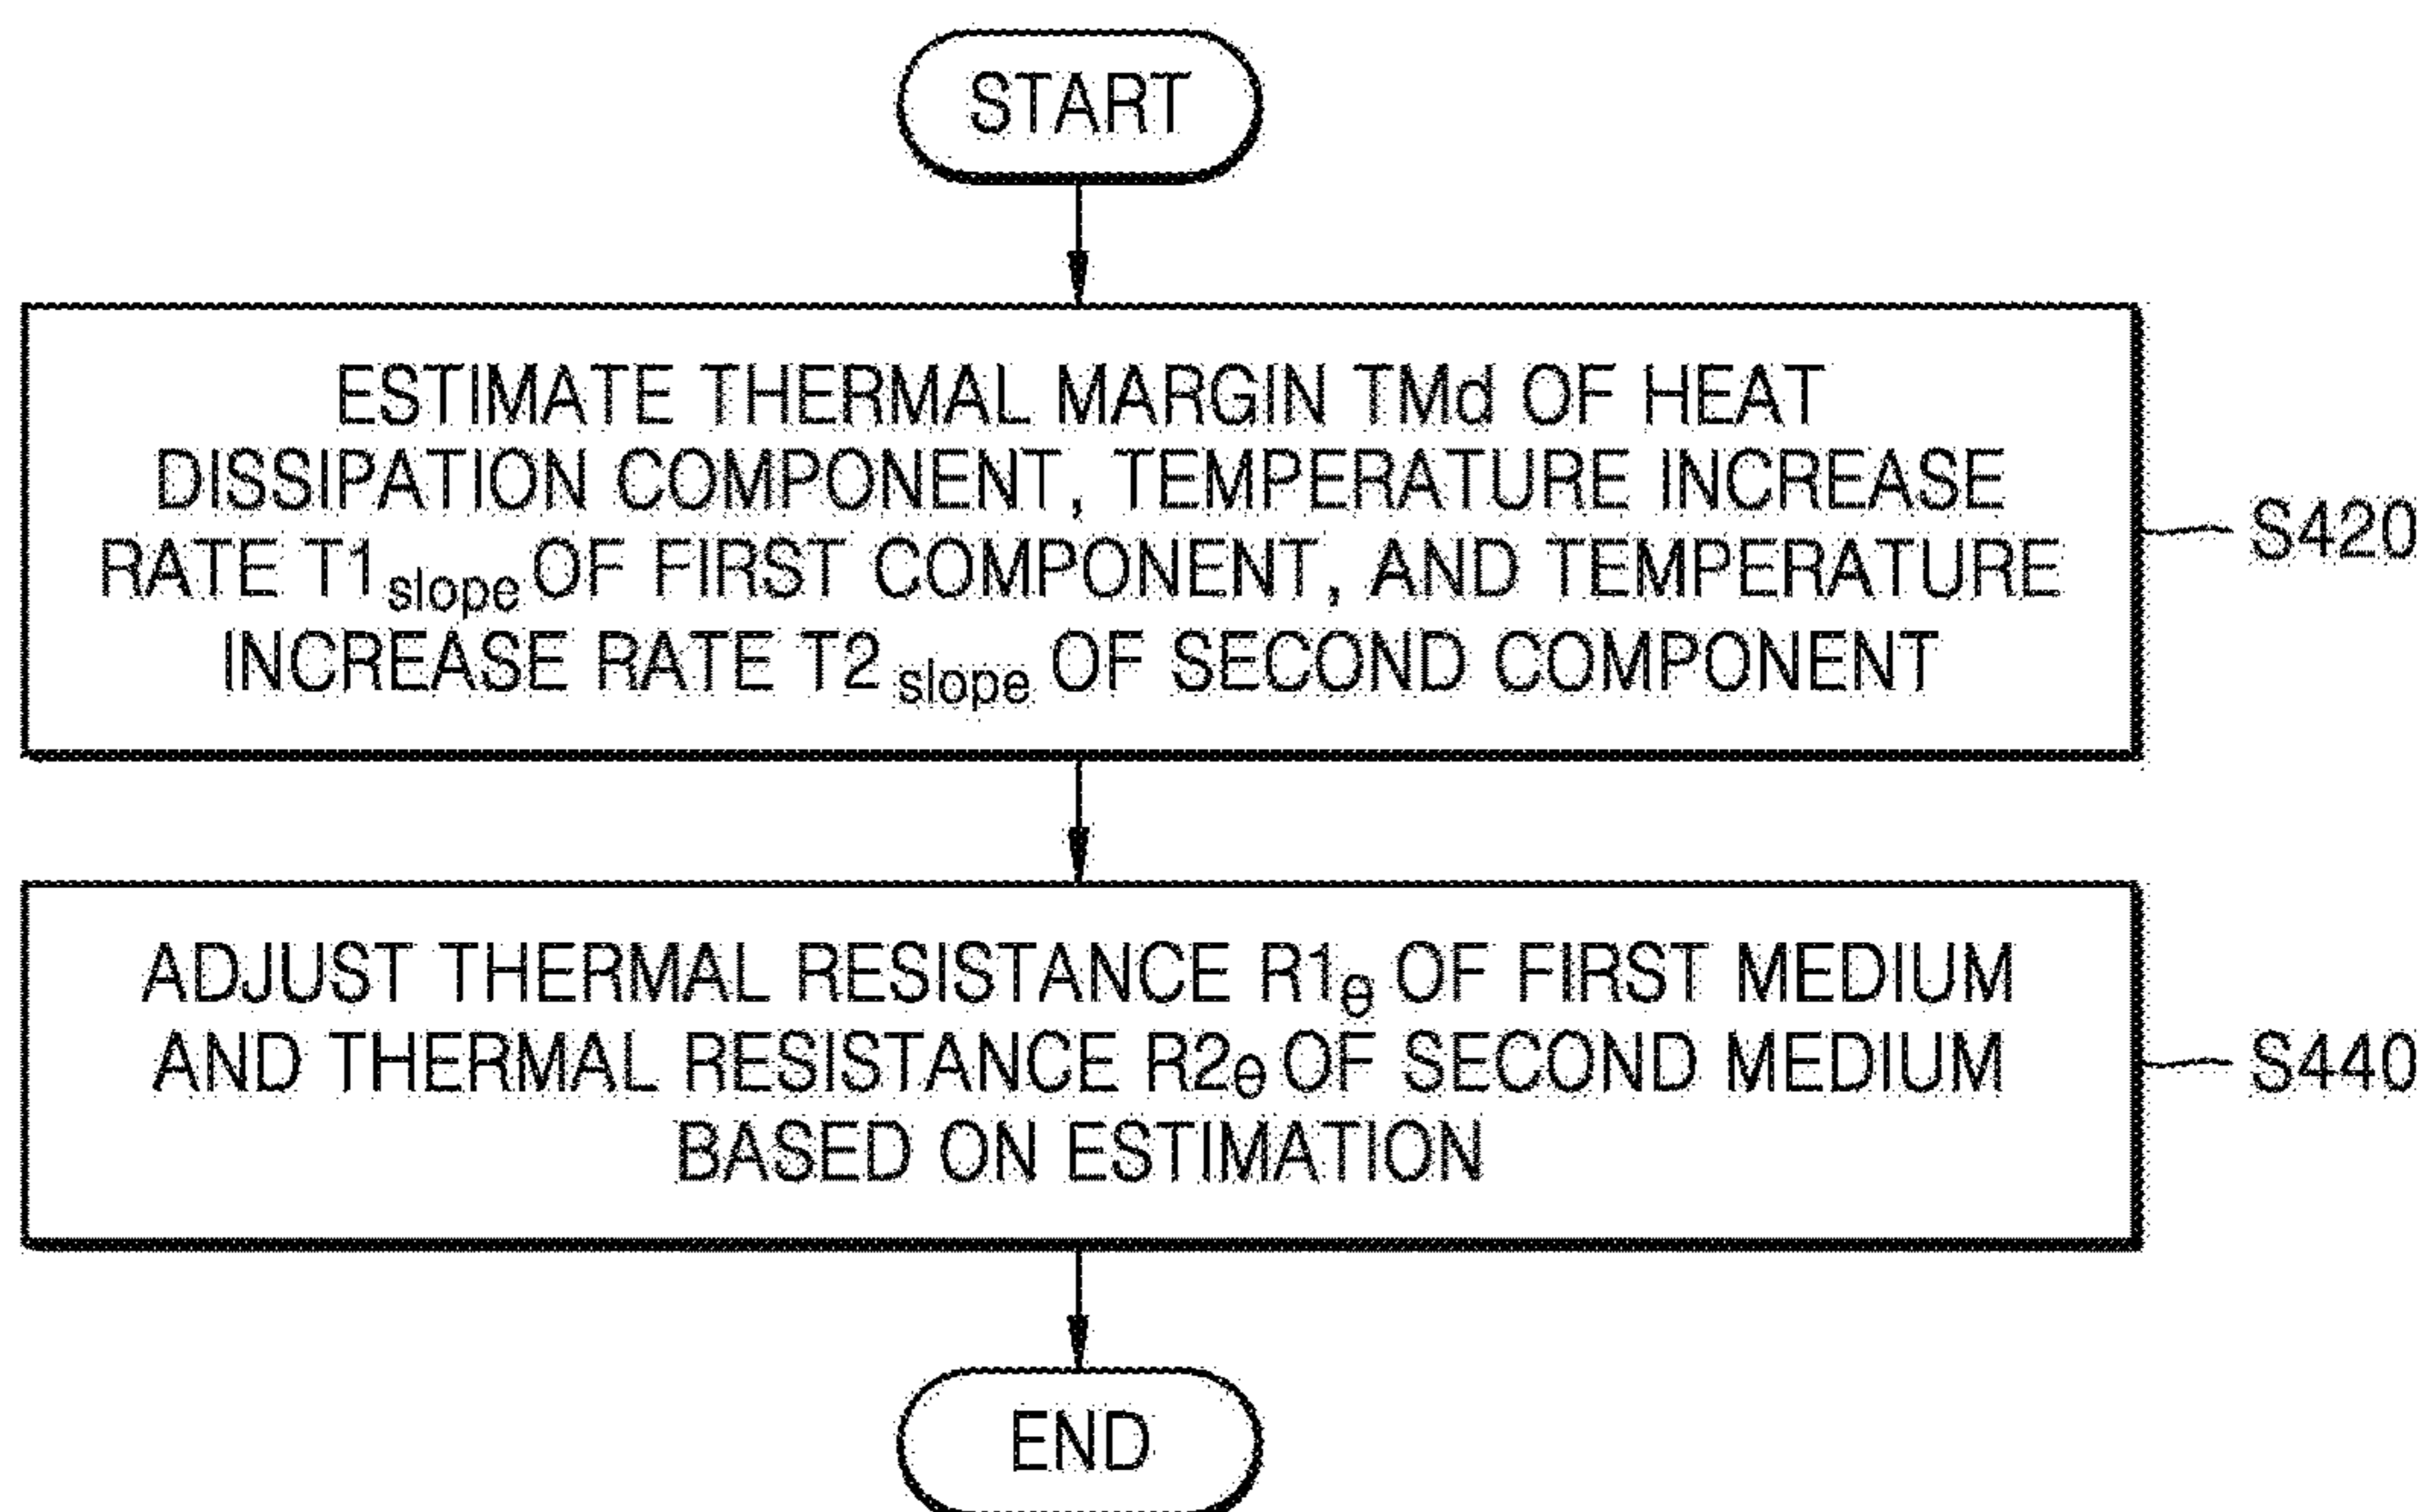 START
ESTIMATE THERMAL MARGIN TMd OF HEAT
DISSIPATION COMPONENT, TEMPERATURE INCREASE
RATE T1slope OF FIRST COMPONENT, AND TEMPERATURE
INCREASE RATE T2slope OF SECOND COMPONENT
S420
ADJUST THERMAL RESISTANCE R1θ OF FIRST MEDIUM
AND THERMAL RESISTANCE R2θ OF SECOND MEDIUM
BASED ON ESTIMATION
S440
END